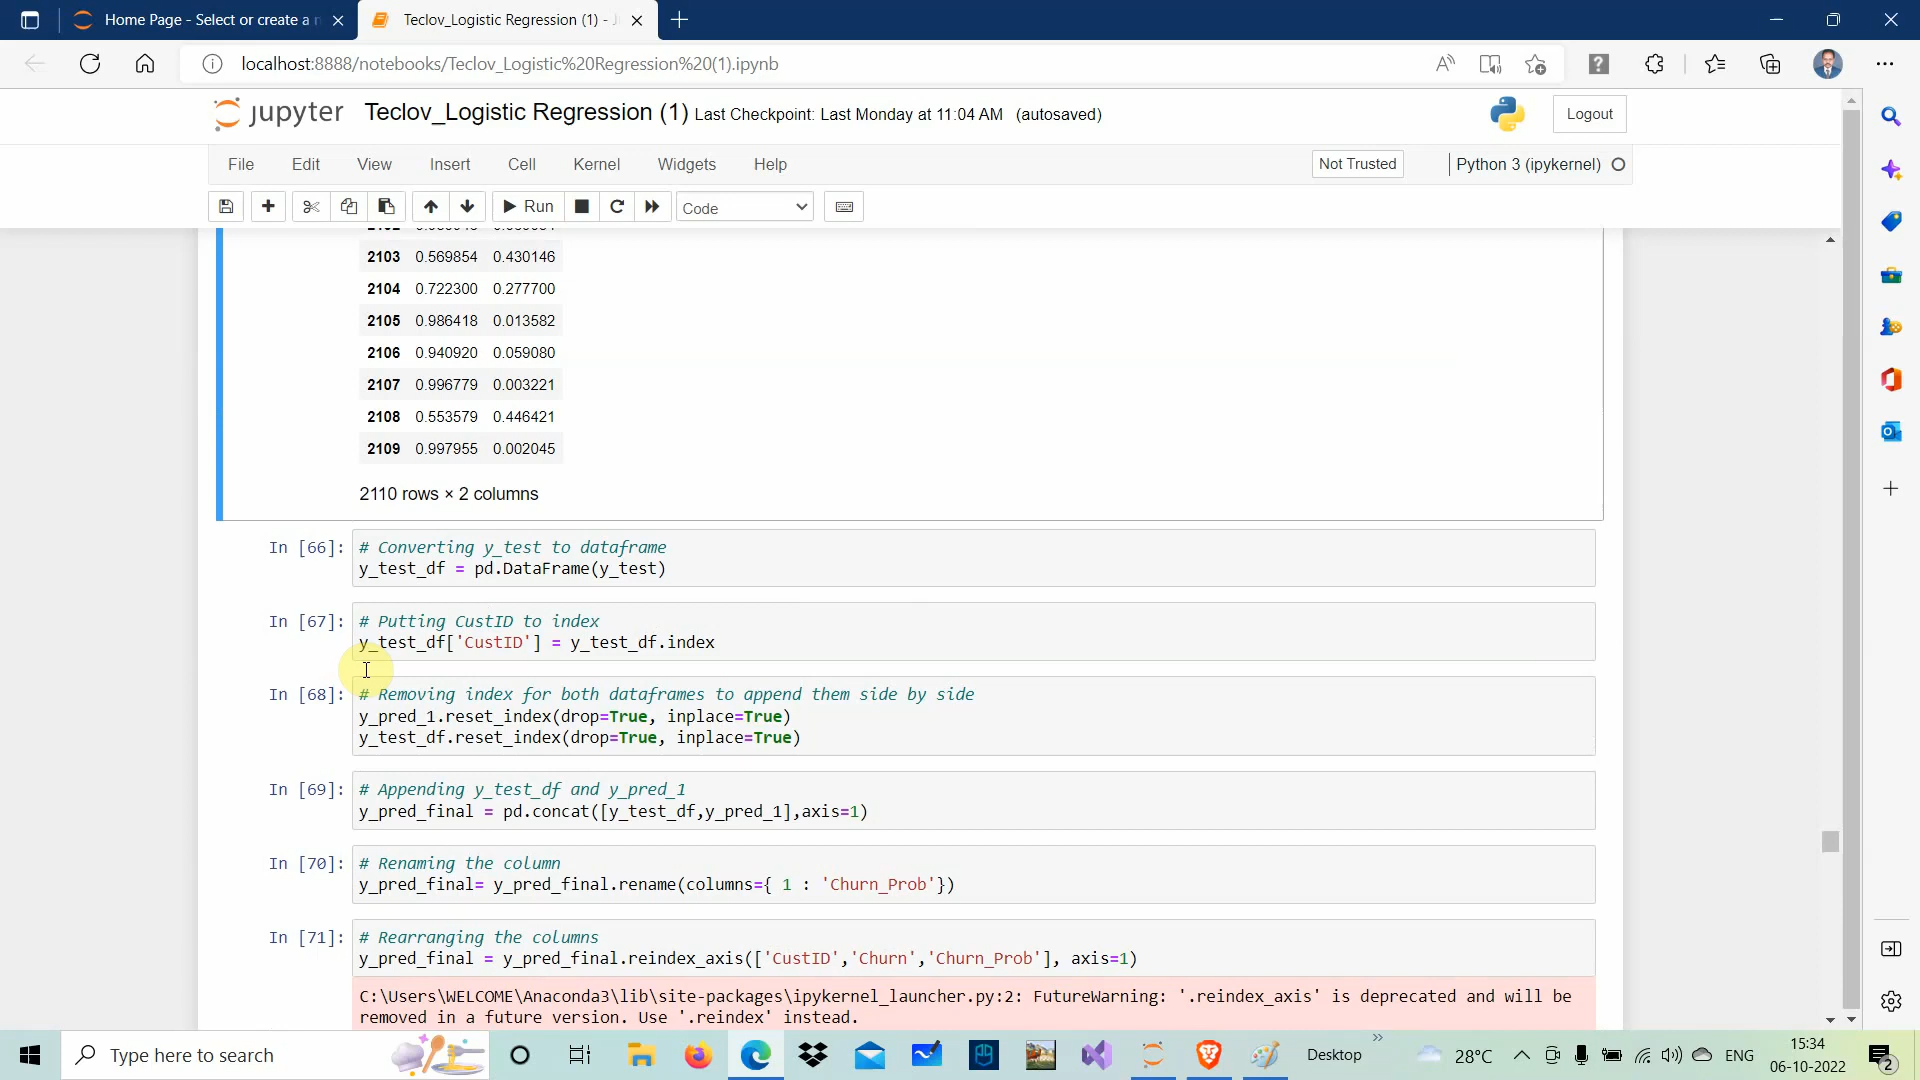 Home Page - Select or create a n
Teclov_Logistic Regression (1) - J
localhost:8888/notebooks/Teclov_Logistic%20Regression%20(1).ipynb
jupyter Teclov_Logistic Regression (1) Last Checkpoint: Last Monday at 11:04 AM (autosaved)
Logout
File Edit View Insert Cell Kernel Widgets Help
Not Trusted
Python 3 (ipykernel)
Run
Code
2103 0.569854 0.430146
2104 0.722300 0.277700
2105 0.986418 0.013582
2106 0.940920 0.059080
2107 0.996779 0.003221
2108 0.553579 0.446421
2109 0.997955 0.002045
2110 rows × 2 columns
In [66]: # Converting y_test to dataframe
y_test_df = pd.DataFrame(y_test)
In [67]: # Putting CustID to index
y_test_df['CustID'] = y_test_df.index
In [68]: # Removing index for both dataframes to append them side by side
y_pred_1.reset_index(drop=True, inplace=True)
y_test_df.reset_index(drop=True, inplace=True)
In [69]: # Appending y_test_df and y_pred_1
y_pred_final = pd.concat([y_test_df,y_pred_1],axis=1)
In [70]: # Renaming the column
y_pred_final= y_pred_final.rename(columns={ 1 : 'Churn_Prob'})
In [71]: # Rearranging the columns
y_pred_final = y_pred_final.reindex_axis(['CustID','Churn','Churn_Prob'], axis=1)
C:\Users\WELCOME\Anaconda3\lib\site-packages\ipykernel_launcher.py:2: FutureWarning: '.reindex_axis' is deprecated and will be
removed in a future version. Use '.reindex' instead.
Type here to search
Desktop
28°C
ENG
15:34
06-10-2022
2